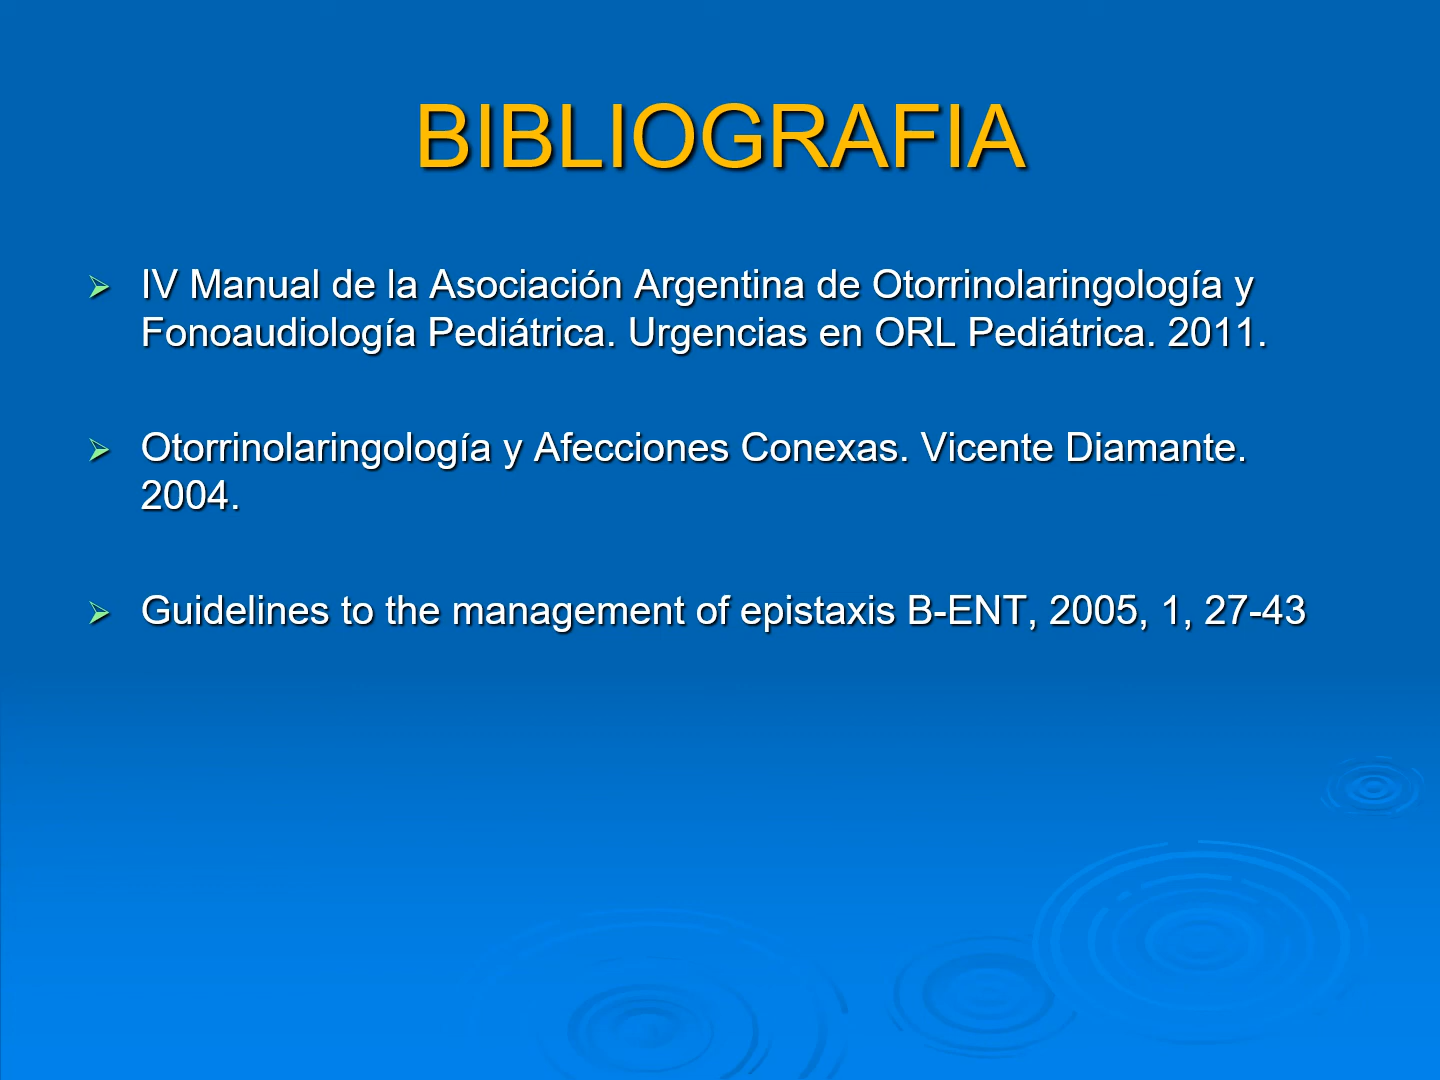 BIBLIOGRAFIA
IV Manual de la Asociación Argentina de Otorrinolaringología y
Fonoaudiología Pediátrica. Urgencias en ORL Pediátrica. 2011.
Otorrinolaringología y Afecciones Conexas. Vicente Diamante.
2004.
Guidelines to the management of epistaxis B-ENT, 2005, 1, 27-43